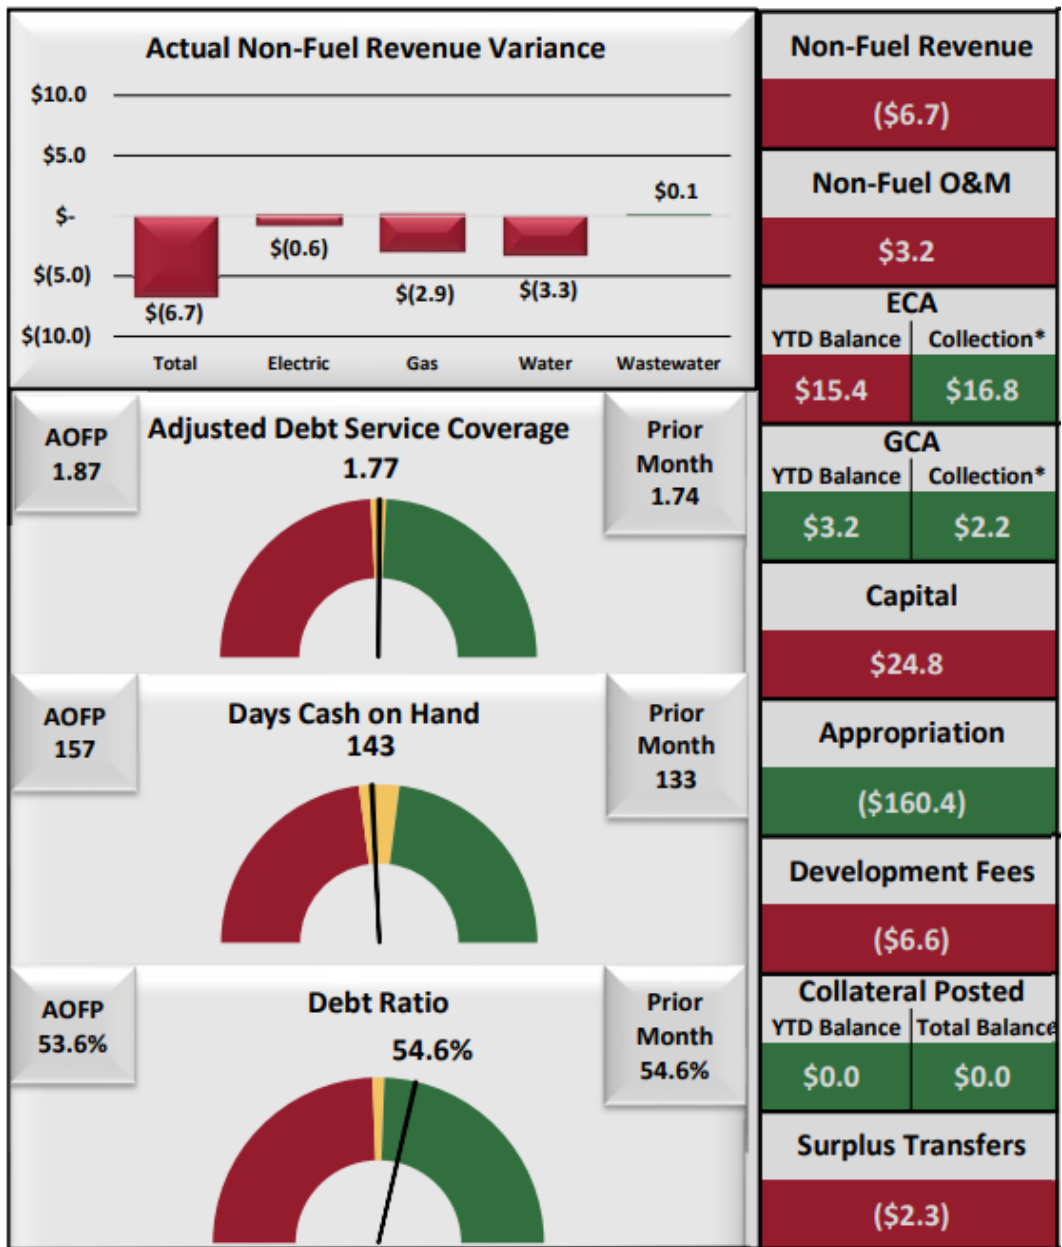 Actual Non-Fuel Revenue Variance
$10.0
$5.0
$-
$(5.0)
$(10.0)
$(6.7)
$(0.6)
$(2.9)
$(3.3)
$0.1
Total Electric Gas Water Wastewater
AOFP
1.87
Adjusted Debt Service Coverage
1.77
Prior
Month
1.74
AOFP
157
Days Cash on Hand
143
Prior
Month
133
AOFP
53.6%
Debt Ratio
54.6%
Prior
Month
54.6%
Non-Fuel Revenue
($6.7)
Non-Fuel O&M
$3.2
ECA
YTD Balance Collection*
$15.4 $16.8
GCA
YTD Balance Collection*
$3.2 $2.2
Capital
$24.8
Appropriation
($160.4)
Development Fees
($6.6)
Collateral Posted
YTD Balance Total Balance
$0.0 $0.0
Surplus Transfers
($2.3)